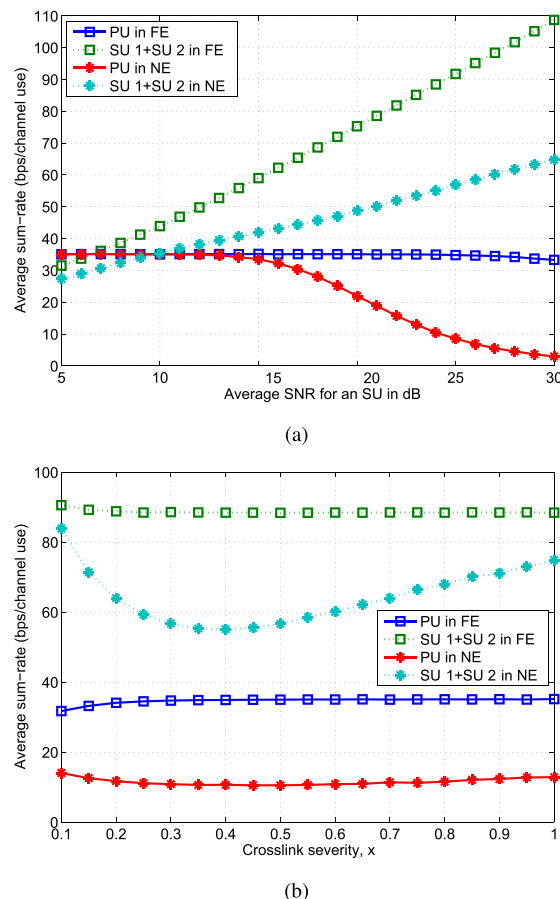 110
100
90
80
70
60
50
40
30
20
10
0
Average sum−rate (bps/channel use)
PU in FE
SU 1+SU 2 in FE
PU in NE
SU 1+SU 2 in NE
5 10 15 20 25 30
Average SNR for an SU in dB
(a)
100
80
60
40
20
0
Average sum−rate (bps/channel use)
PU in FE
SU 1+SU 2 in FE
PU in NE
SU 1+SU 2 in NE
0.1 0.2 0.3 0.4 0.5 0.6 0.7 0.8 0.9 1
Crosslink severity, x
(b)